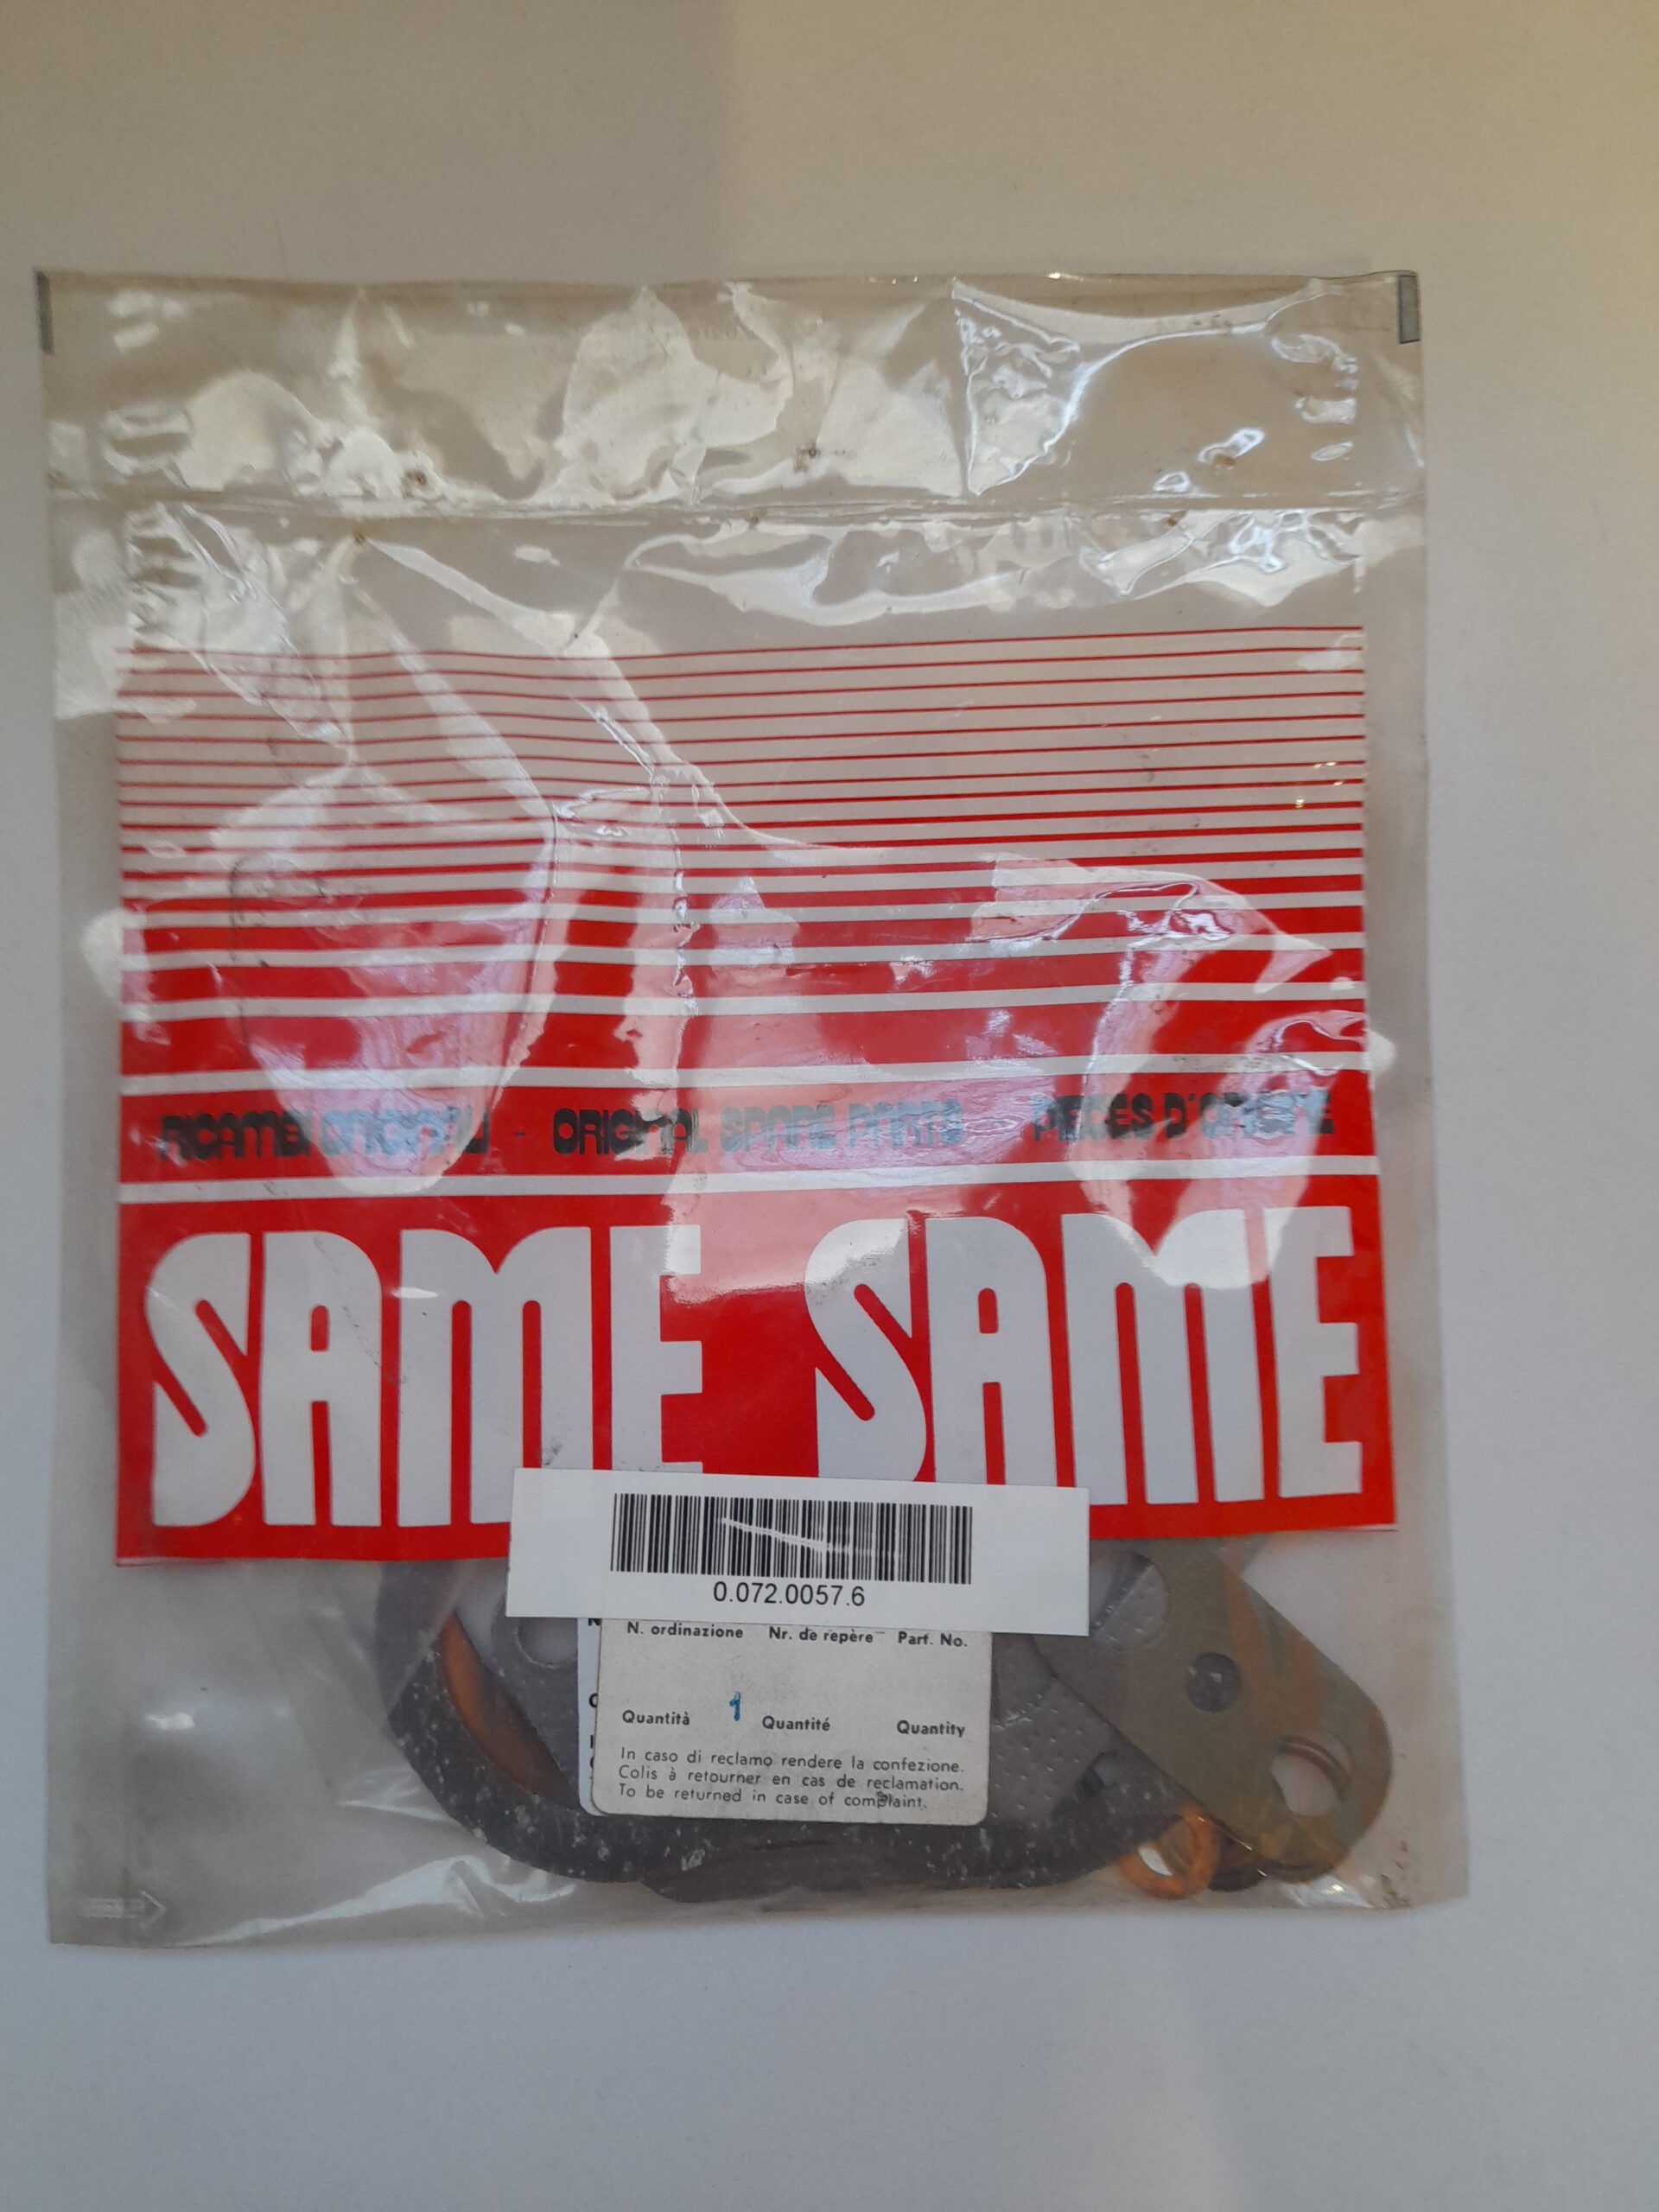 RICAMBI ORIGINALI - ORIGINAL SPARE PARTS PIECES D'ORIGINE
SAME SAME
0.072.0057.6
N. ordinazione Nr. de repère Part. No.
Quantità 1 Quantité Quantity
In caso di reclamo rendere la confezione.
Colis à retourner en cas de reclamation.
To be returned in case of complaint.